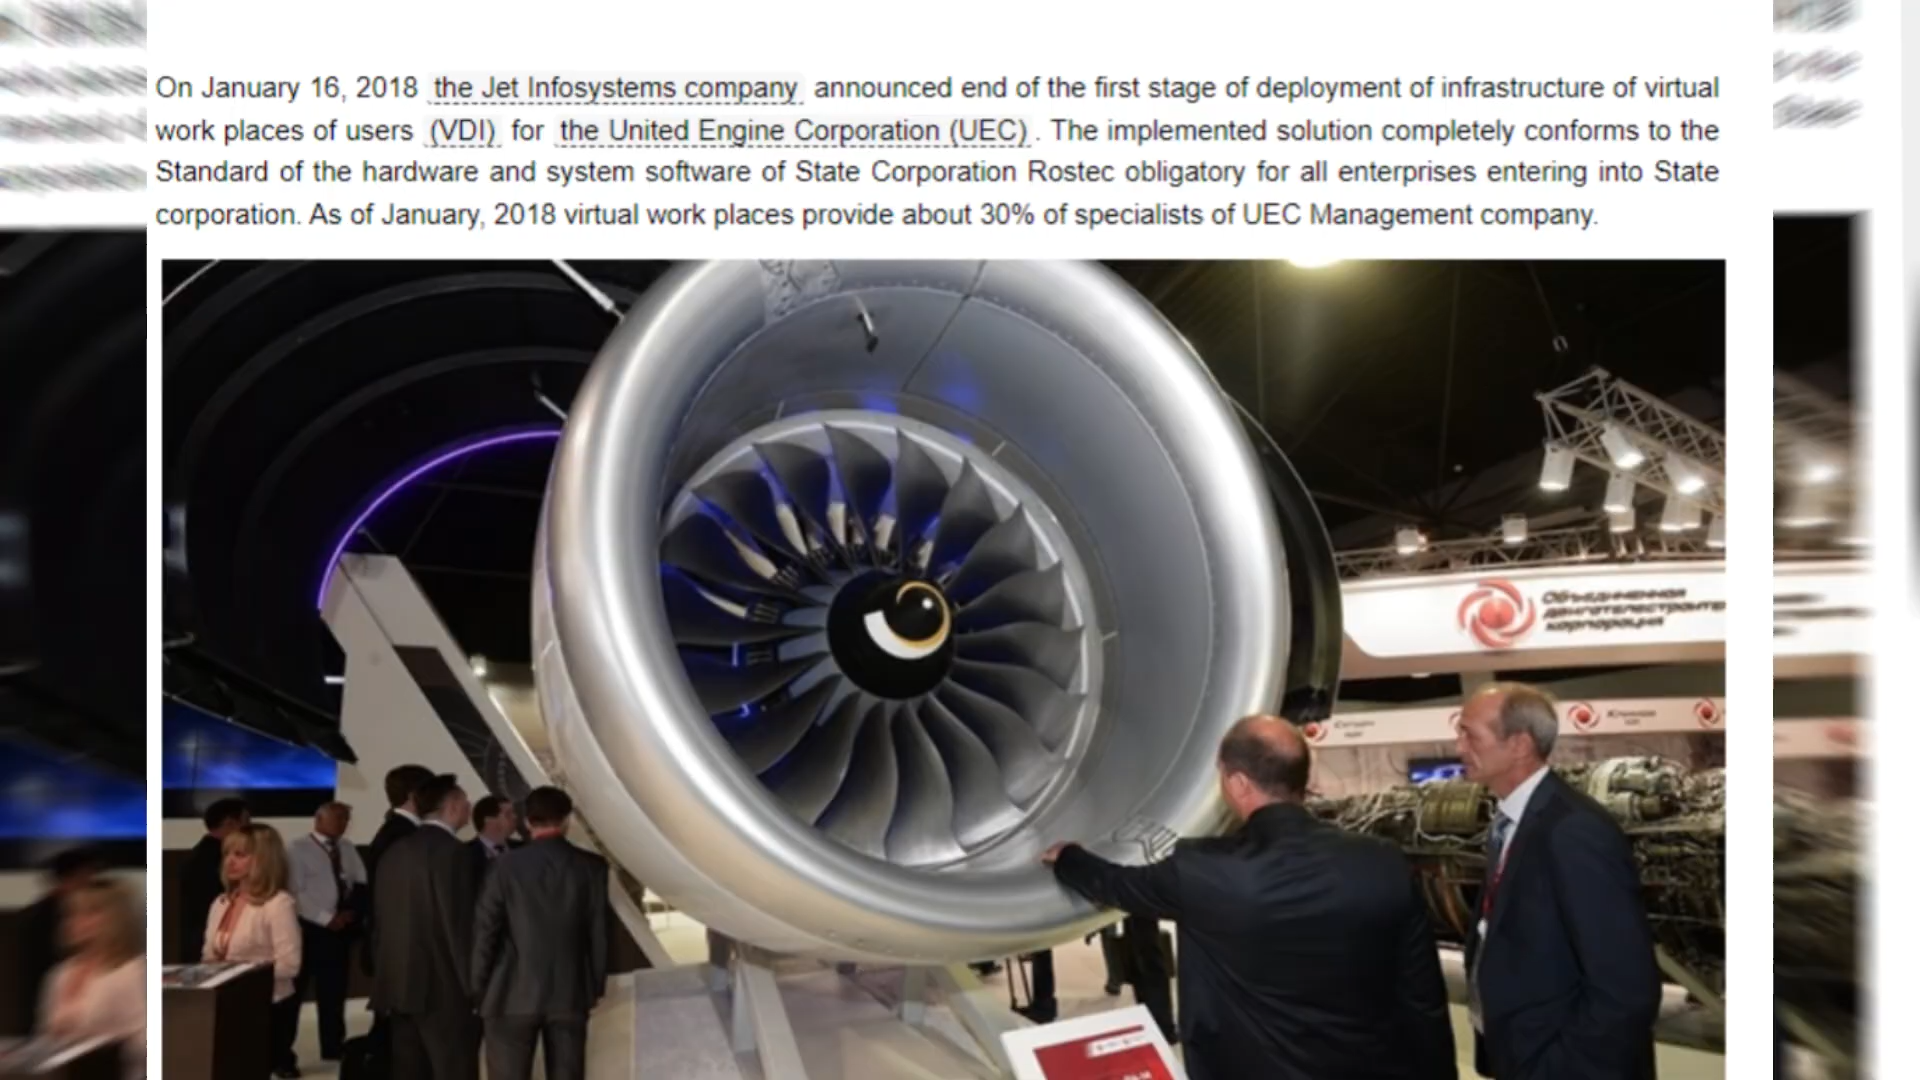 On January 16, 2018 the Jet Infosystems company announced end of the first stage of deployment of infrastructure of virtual
work places of users (VDI) for the United Engine Corporation (UEC) . The implemented solution completely conforms to the
Standard of the hardware and system software of State Corporation Rostec obligatory for all enterprises entering into State
corporation. As of January, 2018 virtual work places provide about 30% of specialists of UEC Management company.
Объединенная
двигателестроите
корпорация